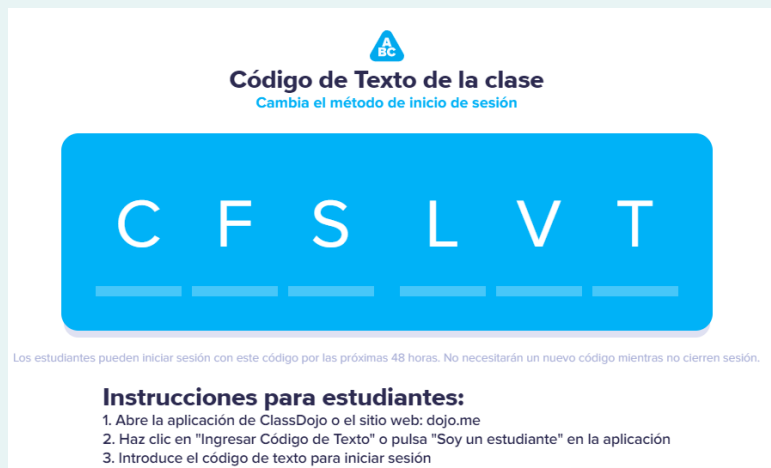 A
BC
Código de Texto de la clase
Cambia el método de inicio de sesión
C F S L V T
Los estudiantes pueden iniciar sesión con este código por las próximas 48 horas. No necesitarán un nuevo código mientras no cierren sesión.
Instrucciones para estudiantes:
1. Abre la aplicación de ClassDojo o el sitio web: dojo.me
2. Haz clic en "Ingresar Código de Texto" o pulsa "Soy un estudiante" en la aplicación
3. Introduce el código de texto para iniciar sesión